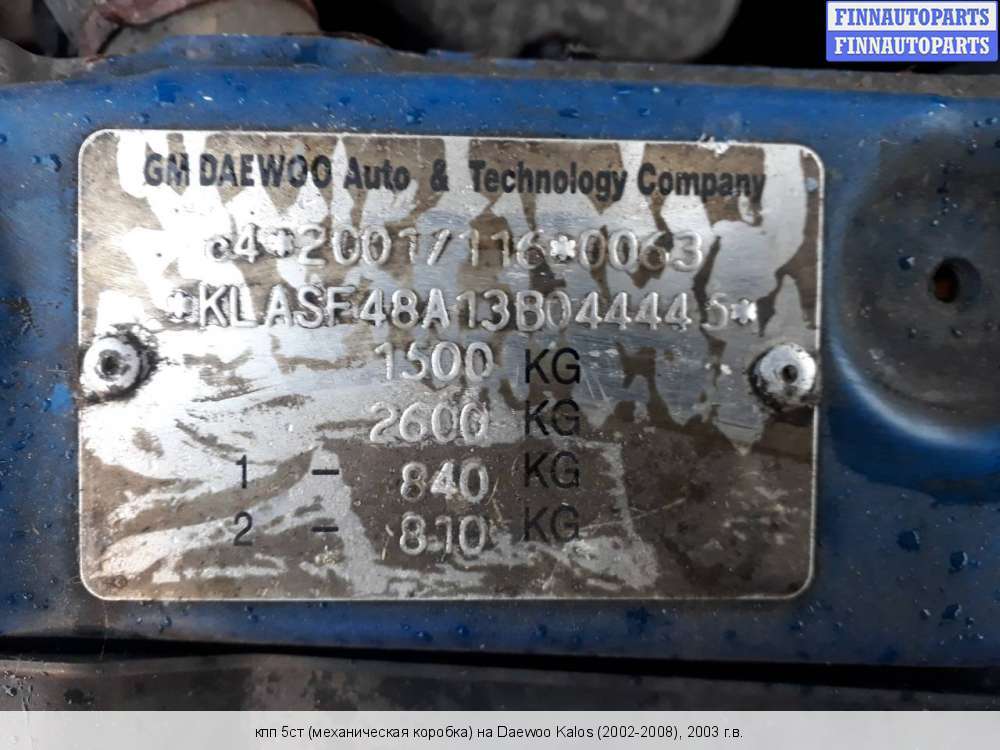 FINNAUTOPARTS
FINNAUTOPARTS
GM DAEWOO Auto & Technology Company
e4*2001/116*0063
*KLASF48A13B044445*
1500 KG
2600 KG
1 - 840 KG
2 - 810 KG
кпп 5ст (механическая коробка) на Daewoo Kalos (2002-2008), 2003 г.в.